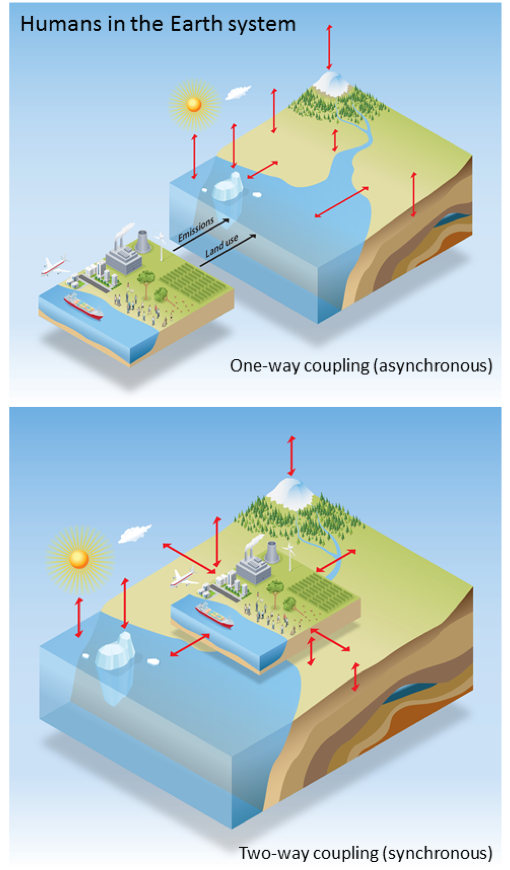 Humans in the Earth system
Emissions
Land use
One-way coupling (asynchronous)
Two-way coupling (synchronous)